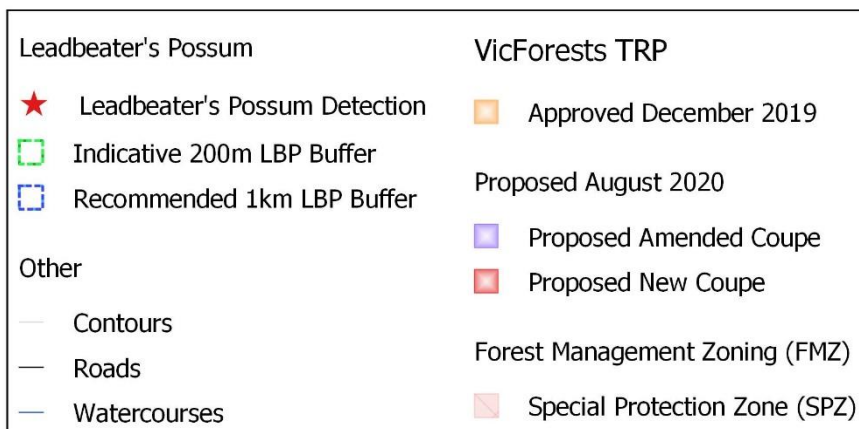 Leadbeater's Possum
Leadbeater's Possum Detection
Indicative 200m LBP Buffer
Recommended 1km LBP Buffer
Other
Contours
Roads
Watercourses
VicForests TRP
Approved December 2019
Proposed August 2020
Proposed Amended Coupe
Proposed New Coupe
Forest Management Zoning (FMZ)
Special Protection Zone (SPZ)